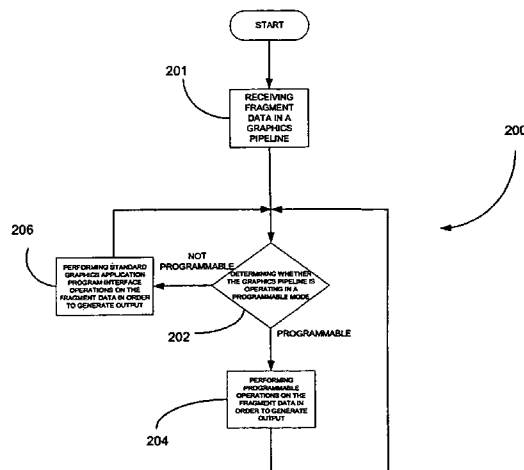 START
201
RECEIVING
FRAGMENT
DATA IN A
GRAPHICS
PIPELINE
200
206
NOT
PROGRAMMABLE
PERFORMING STANDARD
GRAPHICS APPLICATION
PROGRAM INTERFACE
OPERATIONS ON THE
FRAGMENT DATA IN ORDER
TO GENERATE OUTPUT
DETERMINING WHETHER
THE GRAPHICS PIPELINE IS
OPERATING IN A
PROGRAMMABLE MODE
202
PROGRAMMABLE
PERFORMING
PROGRAMMABLE
OPERATIONS ON THE
FRAGMENT DATA IN
ORDER TO GENERATE
OUTPUT
204